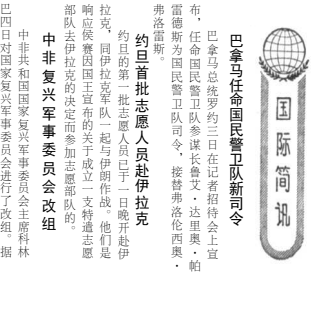 国际简讯
巴拿马任命国民警卫队新司令
巴拿马总统罗约三日在记者招待会上宣
布，任命国民警卫队参谋长鲁艾·达里奥·帕
雷德斯为国民警卫队司令，接替弗洛伦西奥·
弗洛雷斯。
约旦首批志愿人员赴伊拉克
约旦的第一批志愿人员已于一日晚开赴伊
拉克，同伊拉克军队一起与伊朗作战。他们是
响应侯赛因国王宣布的关于成立一支特遣志愿
部队去伊拉克的决定而参加志愿部队的。
中非复兴军事委员会改组
中非共和国国家复兴军事委员会主席科林
巴四日对国家复兴军事委员会进行了改组。据